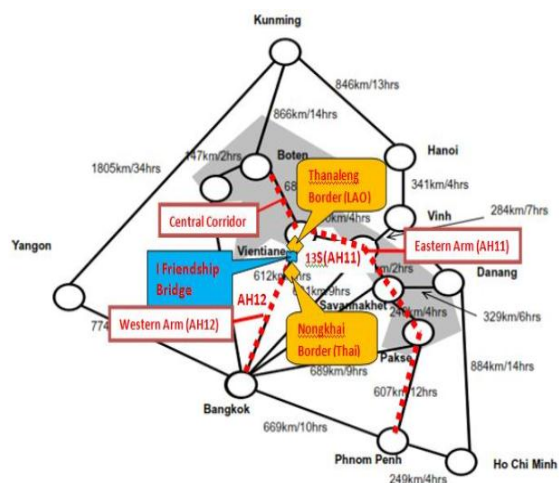 Kunming
846km/13hrs
866km/14hrs
147km/2hrs
Boten
Hanoi
Thanaleng
Border (LAO)
1805km/34hrs
341km/4hrs
Central Corridor
Vinh
284km/7hrs
Yangon
Vientiane
13S(AH11)
Eastern Arm (AH11)
I Friendship
Bridge
Danang
Savannakhet
AH12
329km/6hrs
Western Arm (AH12)
Nongkhai
Border (Thai)
Pakse
689km/9hrs
884km/14hrs
Bangkok
607km/12hrs
669km/10hrs
Phnom Penh
Ho Chi Minh
249km/4hrs